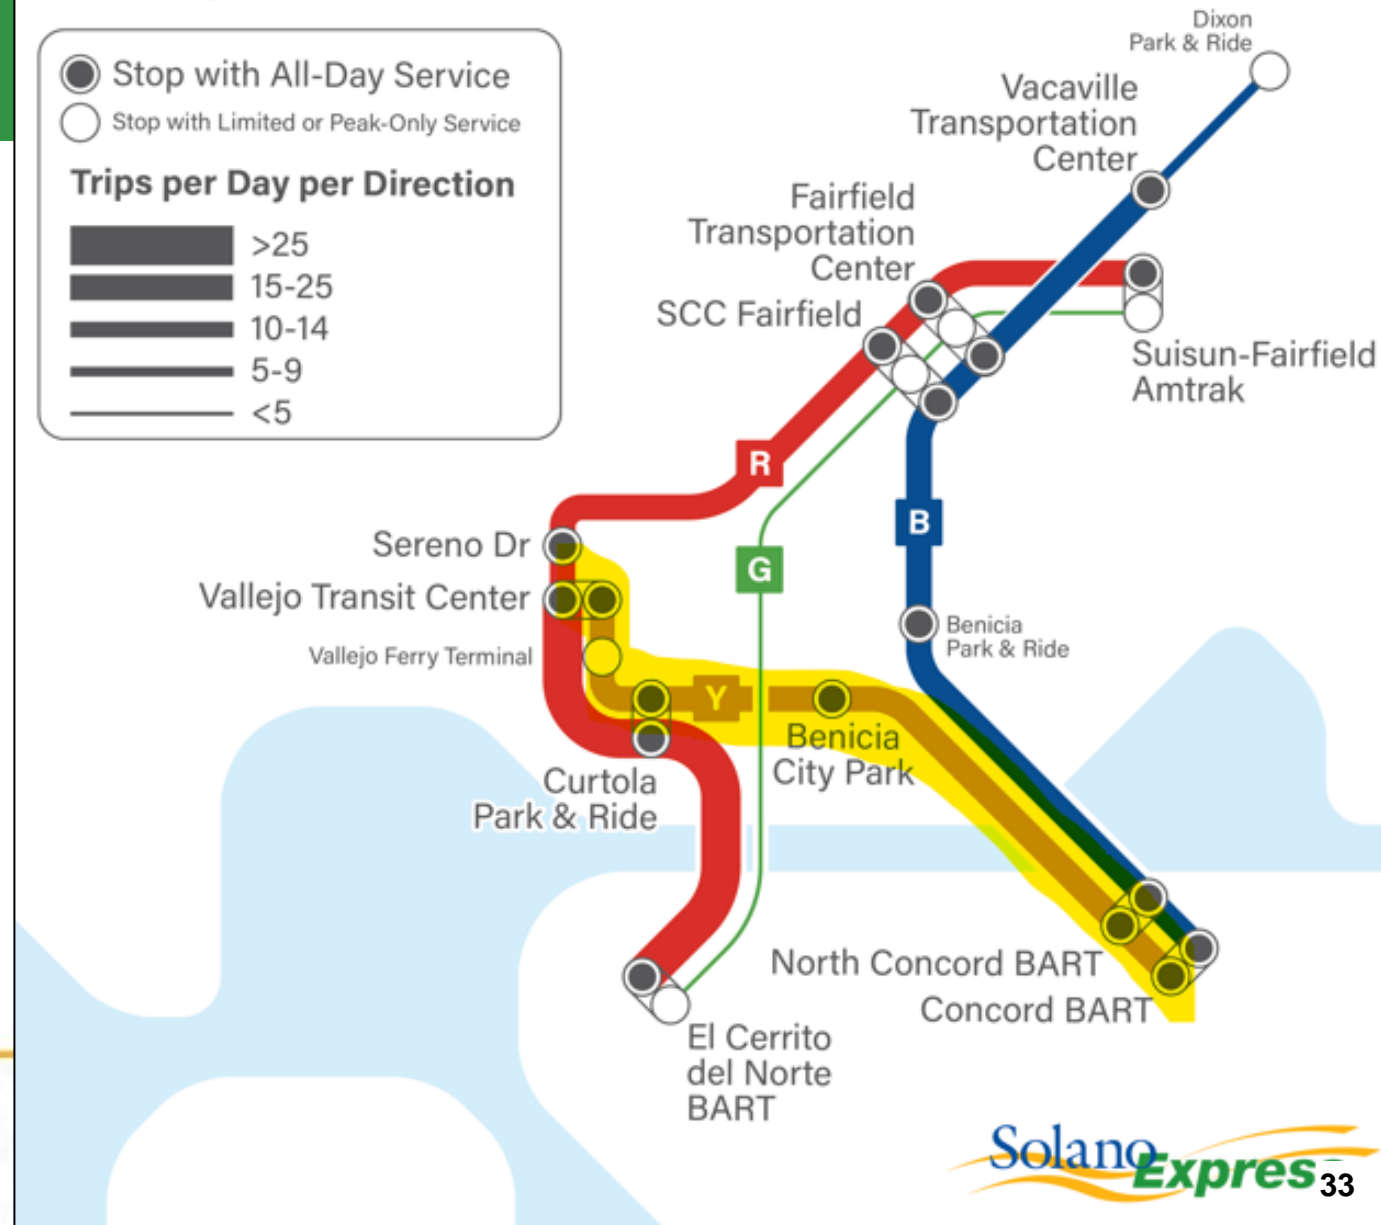 Stop with All-Day Service
Stop with Limited or Peak-Only Service
Trips per Day per Direction
>25
15-25
10-14
5-9
<5
Dixon
Park & Ride
Vacaville
Transportation
Center
Fairfield
Transportation
Center
SCC Fairfield
Suisun-Fairfield
Amtrak
R
B
G
Sereno Dr
Vallejo Transit Center
Vallejo Ferry Terminal
Benicia
Park & Ride
Y
Benicia
City Park
Curtola
Park & Ride
North Concord BART
Concord BART
El Cerrito
del Norte
BART
Solano
Expres
33